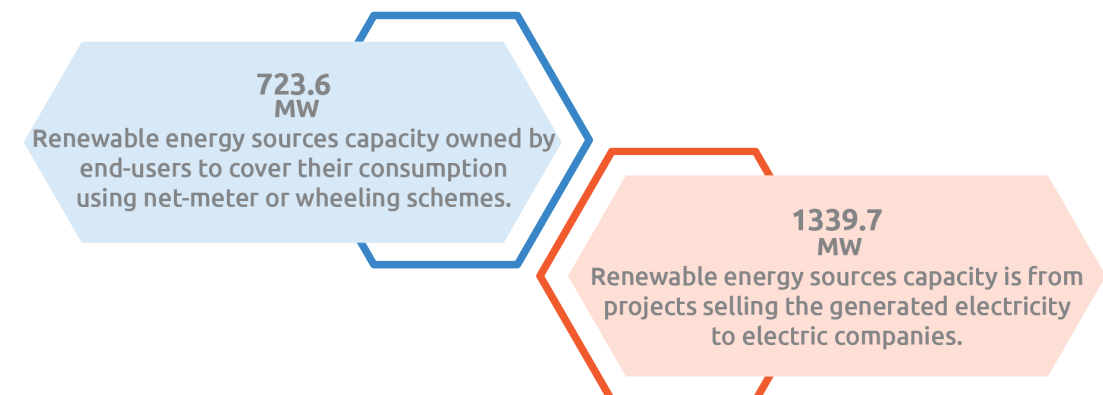 723.6
MW
Renewable energy sources capacity owned by
end-users to cover their consumption
using net-meter or wheeling schemes.
1339.7
MW
Renewable energy sources capacity is from
projects selling the generated electricity
to electric companies.